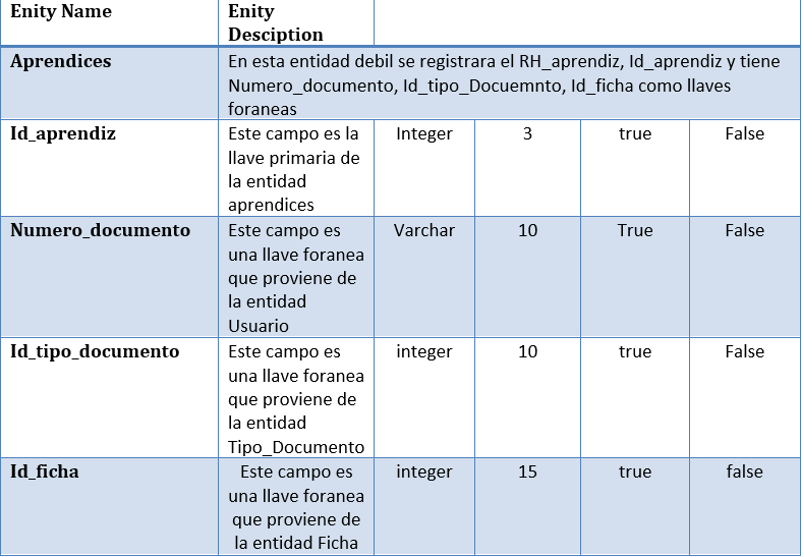 Enity Name
Enity
Desciption
Aprendices
En esta entidad debil se registrara el RH_aprendiz, Id_aprendiz y tiene
Numero_documento, Id_tipo_Docuemnto, Id_ficha como llaves
foraneas
Id_aprendiz
Este campo es la
llave primaria de
la entidad
aprendices
Integer
3
true
False
Numero_documento
Este campo es
una llave foranea
que proviene de
la entidad
Usuario
Varchar
10
True
False
Id_tipo_documento
Este campo es
una llave foranea
que proviene de
la entidad
Tipo_Documento
integer
10
true
False
Id_ficha
Este campo es
una llave foranea
que proviene de
la entidad Ficha
integer
15
true
false